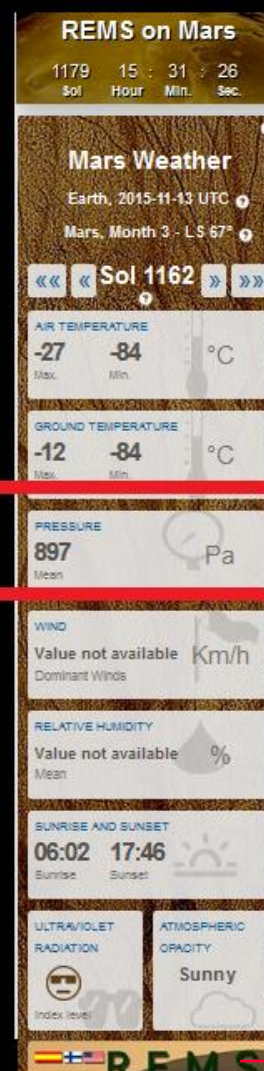 REMS on Mars
1179 15 : 31 : 26
Sol Hour Min. Sec.
Mars Weather
Earth, 2015-11-13 UTC ?
Mars, Month 3 - LS 67° ?
«« « Sol 1162 » »»
?
AIR TEMPERATURE
-27 -84 °C
Max. Min.
GROUND TEMPERATURE
-12 -84 °C
Max. Min.
PRESSURE
897 Pa
Mean
WIND
Value not available Km/h
Dominant Winds
RELATIVE HUMIDITY
Value not available %
Mean
SUNRISE AND SUNSET
06:02 17:46
Sunrise Sunset
ULTRAVIOLET RADIATION
Index level
ATMOSPHERIC OPACITY
Sunny
REMS